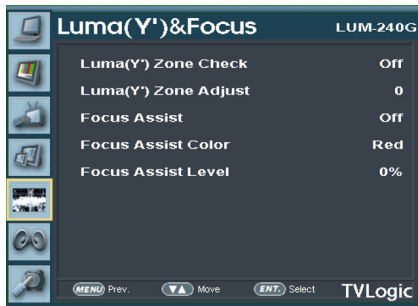 Luma(Y')&Focus LUM-240G
Luma(Y') Zone Check Off
Luma(Y') Zone Adjust 0
Focus Assist Off
Focus Assist Color Red
Focus Assist Level 0%
MENU Prev. ▼▲ Move ENT. Select TVLogic